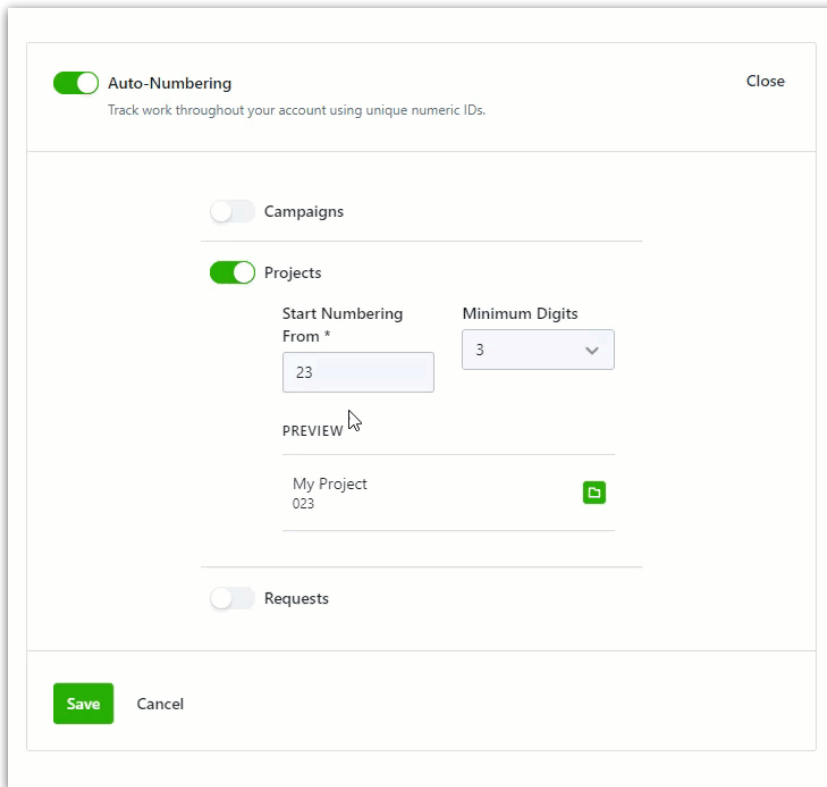 Auto-Numbering
Close
Track work throughout your account using unique numeric IDs.
Campaigns
Projects
Start Numbering
From *
Minimum Digits
23
3
PREVIEW
My Project
023
Requests
Save
Cancel